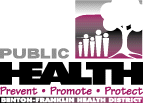 PUBLIC
HEALTH
Prevent • Promote • Protect
BENTON-FRANKLIN HEALTH DISTRICT